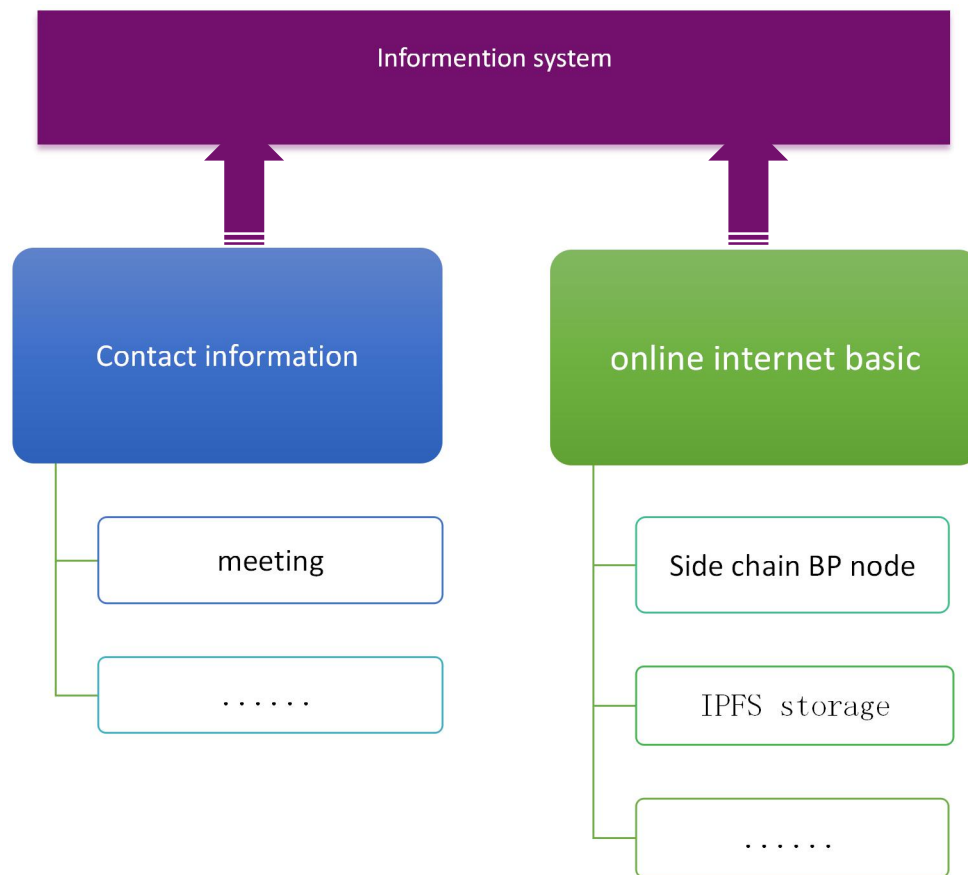 Informention system
Contact information
meeting
. . . . . .
online internet basic
Side chain BP node
IPFS storage
. . . . . .